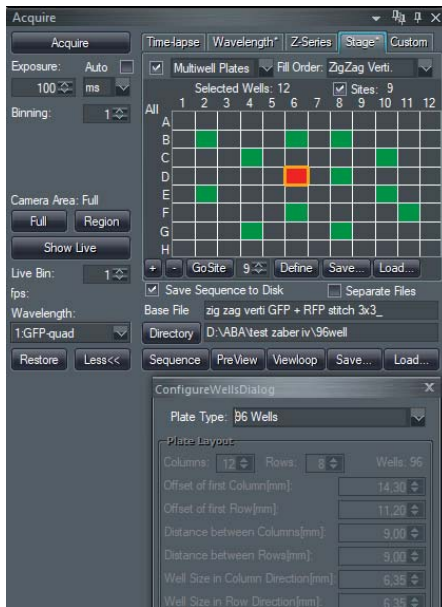 Acquire
Acquire
Time-lapse Wavelength* Z-Series Stage* Custom
Exposure: Auto
Multiwell Plates Fill Order: ZigZag Verti.
100 ms
Selected Wells: 12 Sites: 9
Binning: 1
All 1 2 3 4 5 6 7 8 9 10 11 12
A
B
C
D
E
F
G
H
Camera Area: Full
Full Region
Show Live
+ - GoSite 9 Define Save... Load...
Live Bin: 1
Save Sequence to Disk Separate Files
fps:
Base File zig zag verti GFP + RFP stitch 3x3_
Wavelength:
1:GFP-quad
Directory D:\ABA\test zaber iv\96well
Restore Less<< Sequence PreView Viewloop Save... Load...
ConfigureWellsDialog X
Plate Type: 96 Wells
Plate Layout
Columns: 12 Rows: 8 Wells: 96
Offset of first Column[mm]: 14,30
Offset of first Row[mm]: 11,20
Distance between Columns[mm]: 9,00
Distance between Rows[mm]: 9,00
Well Size in Column Direction[mm]: 6,35
Well Size in Row Direction[mm]: 6,35